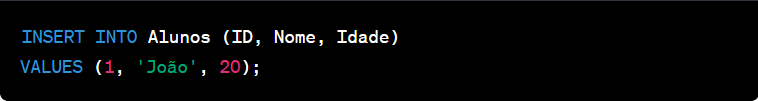 INSERT INTO Alunos (ID, Nome, Idade)
VALUES (1, 'João', 20);